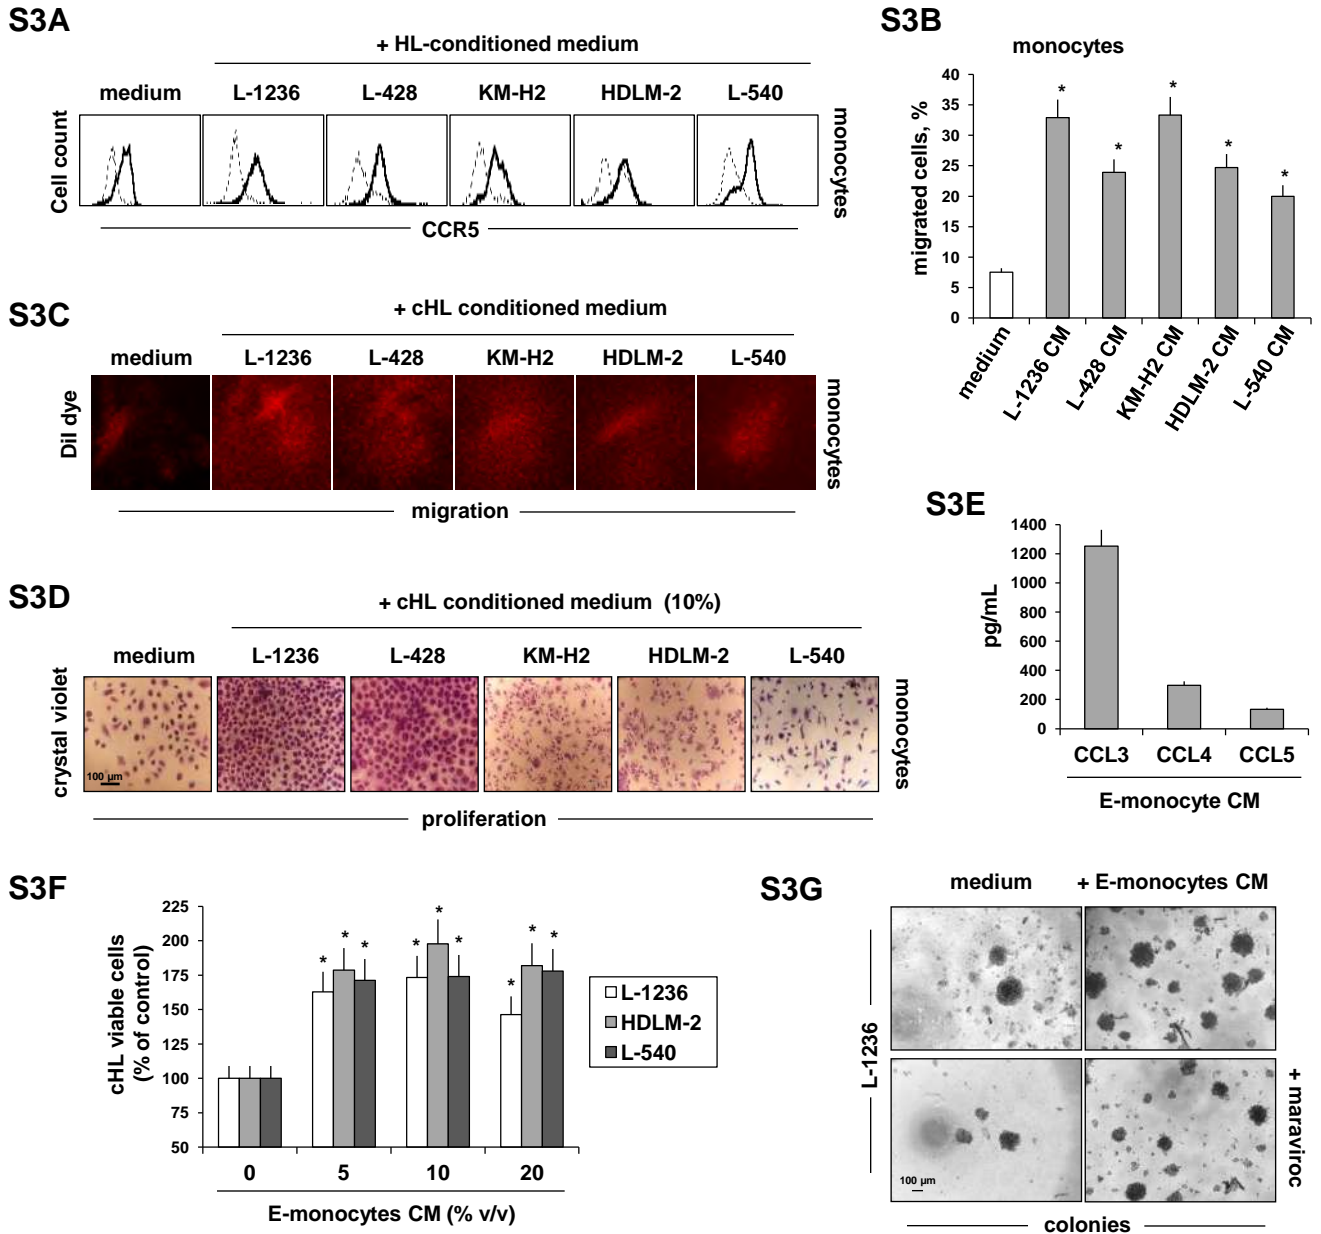 S3A
+ HL-conditioned medium
medium L-1236 L-428 KM-H2 HDLM-2 L-540
Cell count
monocytes
CCR5
S3B
monocytes
migrated cells, %
40
35
30
25
20
15
10
5
0
* * * * *
medium L-1236 CM L-428 CM KM-H2 CM HDLM-2 CM L-540 CM
S3C
+ cHL conditioned medium
medium L-1236 L-428 KM-H2 HDLM-2 L-540
Dil dye
monocytes
migration
S3D
+ cHL conditioned medium (10%)
medium L-1236 L-428 KM-H2 HDLM-2 L-540
crystal violet
100 µm
monocytes
proliferation
S3E
pg/mL
1400
1200
1000
800
600
400
200
0
CCL3 CCL4 CCL5
E-monocyte CM
S3F
cHL viable cells
(% of control)
225
200
175
150
125
100
75
50
* * * * * * * * *
0 5 10 20
E-monocytes CM (% v/v)
L-1236
HDLM-2
L-540
S3G
medium + E-monocytes CM
L-1236
+ maraviroc
100 µm
colonies